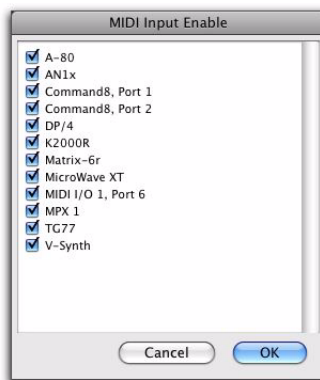 MIDI Input Enable
A-80
AN1x
Command8, Port 1
Command8, Port 2
DP/4
K2000R
Matrix-6r
MicroWave XT
MIDI I/O 1, Port 6
MPX 1
TG77
V-Synth
Cancel
OK